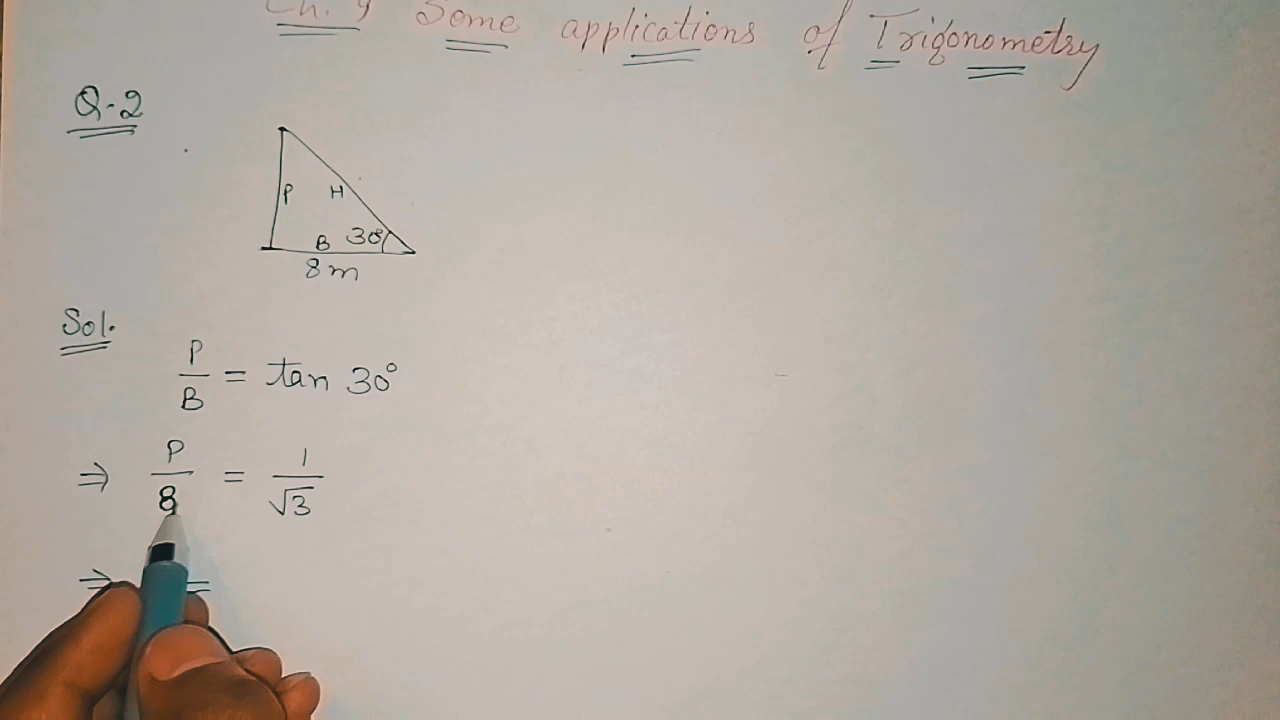 Ch. 9 Some applications of Trigonometry
Q-2
P H
B 30°
8 m
Sol.
P/B = tan 30°
⇒ P/8 = 1/√3
⇒ =